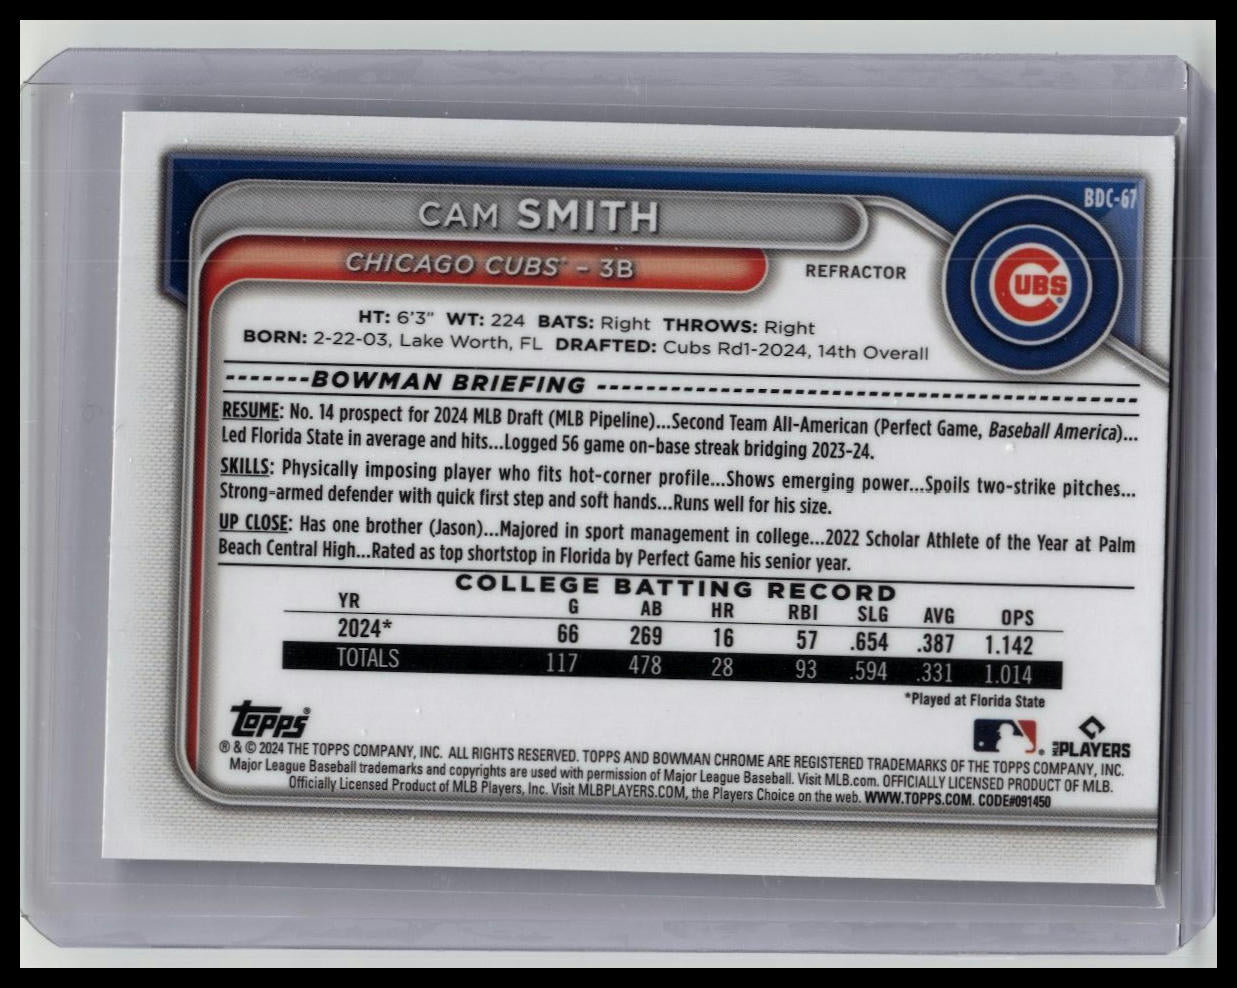 BDC-67
CAM SMITH
CHICAGO CUBS® – 3B
REFRACTOR
CUBS®
HT: 6'3" WT: 224 BATS: Right THROWS: Right
BORN: 2-22-03, Lake Worth, FL DRAFTED: Cubs Rd1-2024, 14th Overall
BOWMAN BRIEFING
RESUME: No. 14 prospect for 2024 MLB Draft (MLB Pipeline)...Second Team All-American (Perfect Game, Baseball America)...
Led Florida State in average and hits...Logged 56 game on-base streak bridging 2023-24.
SKILLS: Physically imposing player who fits hot-corner profile...Shows emerging power...Spoils two-strike pitches...
Strong-armed defender with quick first step and soft hands...Runs well for his size.
UP CLOSE: Has one brother (Jason)...Majored in sport management in college...2022 Scholar Athlete of the Year at Palm
Beach Central High...Rated as top shortstop in Florida by Perfect Game his senior year.
COLLEGE BATTING RECORD
YR G AB HR RBI SLG AVG OPS
2024* 66 269 16 57 .654 .387 1.142
TOTALS 117 478 28 93 .594 .331 1.014
*Played at Florida State
topps®
MLB PLAYERS
® & © 2024 THE TOPPS COMPANY, INC. ALL RIGHTS RESERVED. TOPPS AND BOWMAN CHROME ARE REGISTERED TRADEMARKS OF THE TOPPS COMPANY, INC.
Major League Baseball trademarks and copyrights are used with permission of Major League Baseball. Visit MLB.com. OFFICIALLY LICENSED PRODUCT OF MLB.
Officially Licensed Product of MLB Players, Inc. Visit MLBPLAYERS.COM, the Players Choice on the web. WWW.TOPPS.COM. CODE#091450